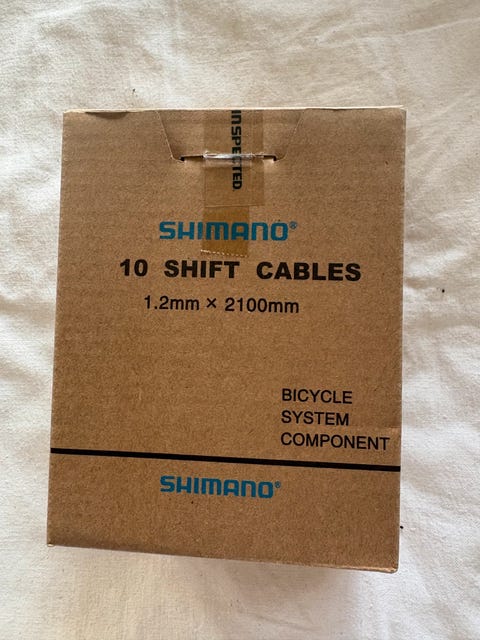 INSPECTED
SHIMANO®
10 SHIFT CABLES
1.2mm × 2100mm
BICYCLE
SYSTEM
COMPONENT
SHIMANO®